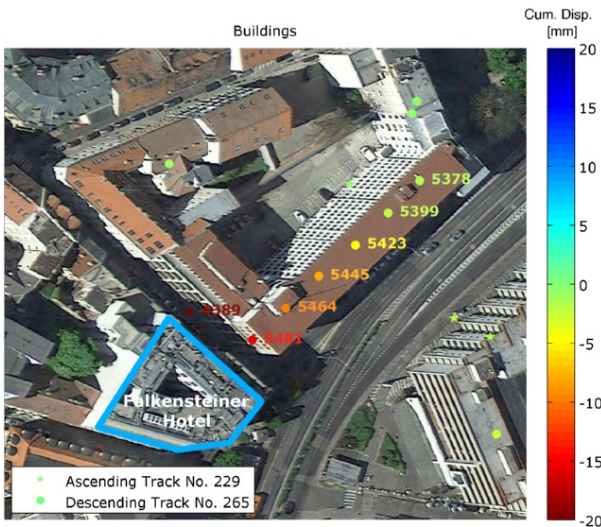 Buildings
Cum. Disp.
[mm]
20
15
10
5
0
-5
-10
-15
-20
5378
5399
5423
5445
5464
4389
5481
Falkensteiner
Hotel
Ascending Track No. 229
Descending Track No. 265